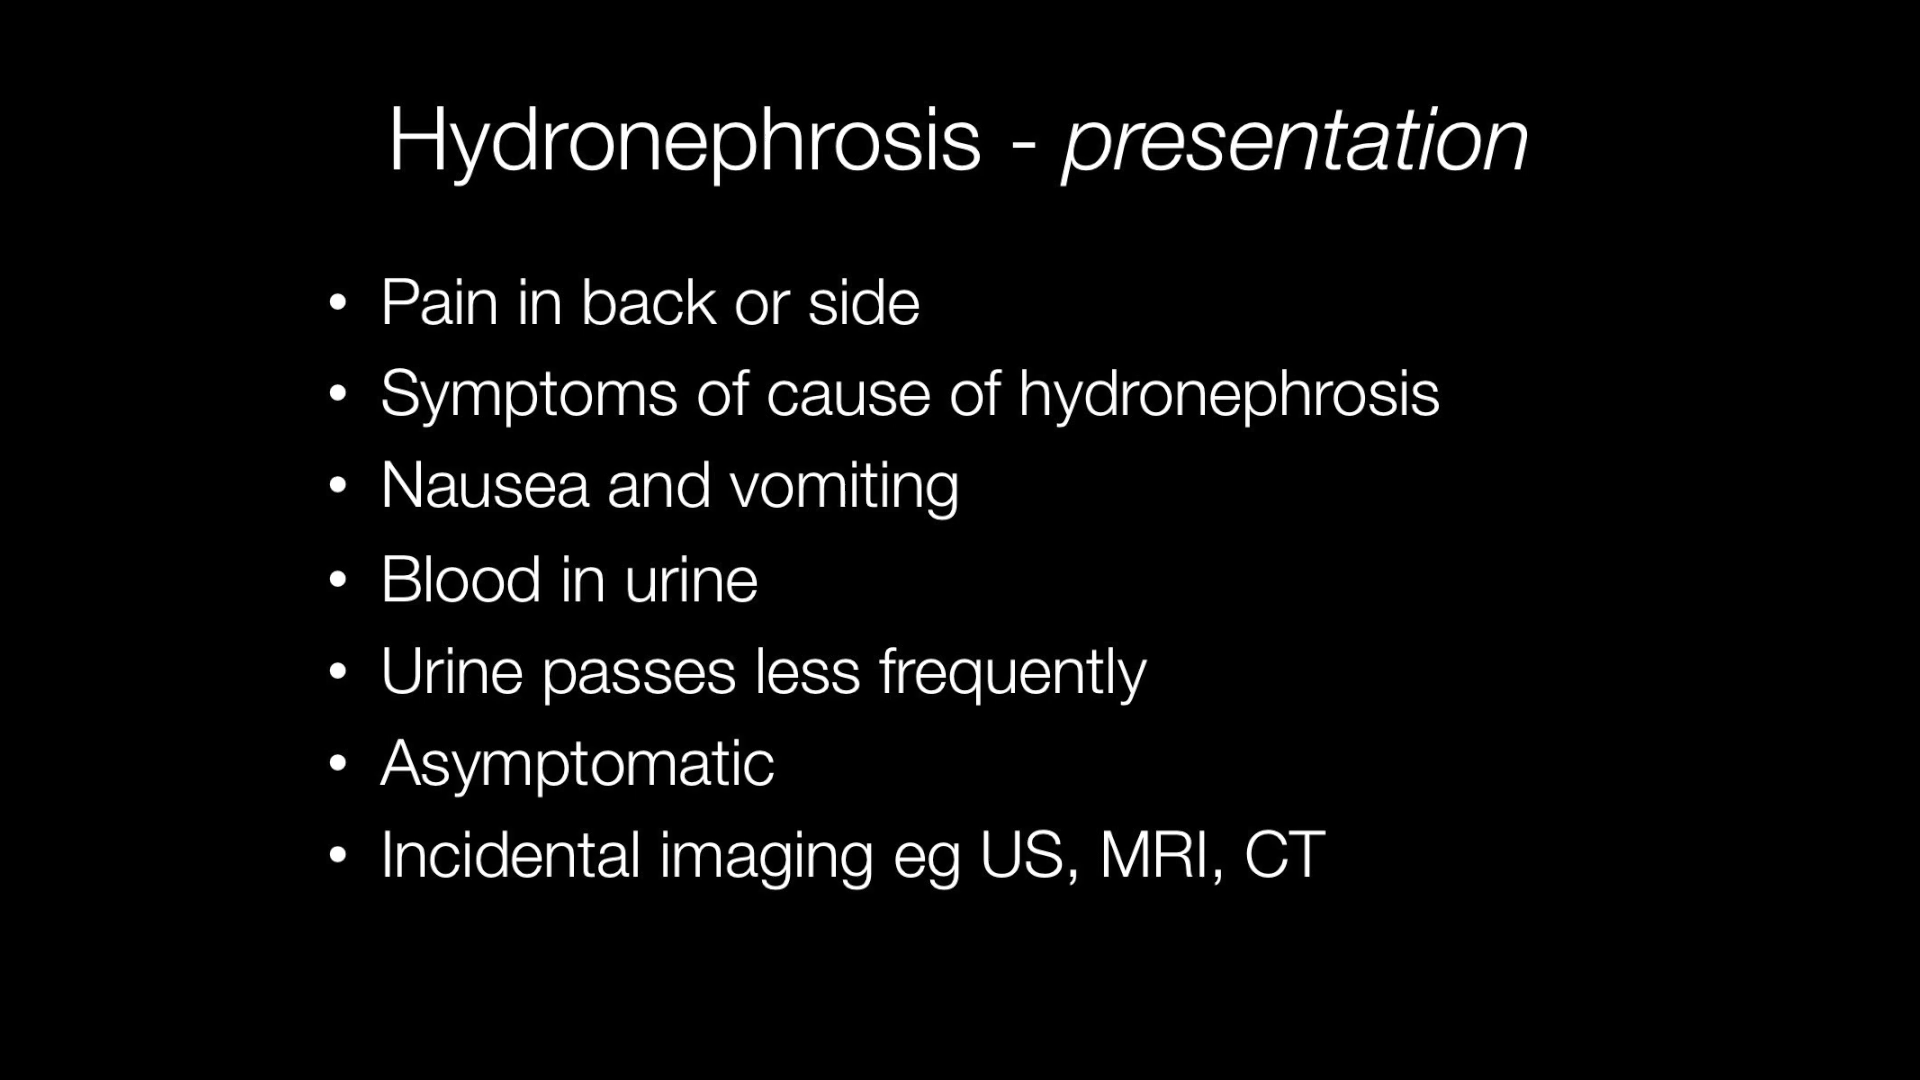 Hydronephrosis - presentation
• Pain in back or side
• Symptoms of cause of hydronephrosis
• Nausea and vomiting
• Blood in urine
• Urine passes less frequently
• Asymptomatic
• Incidental imaging eg US, MRI, CT